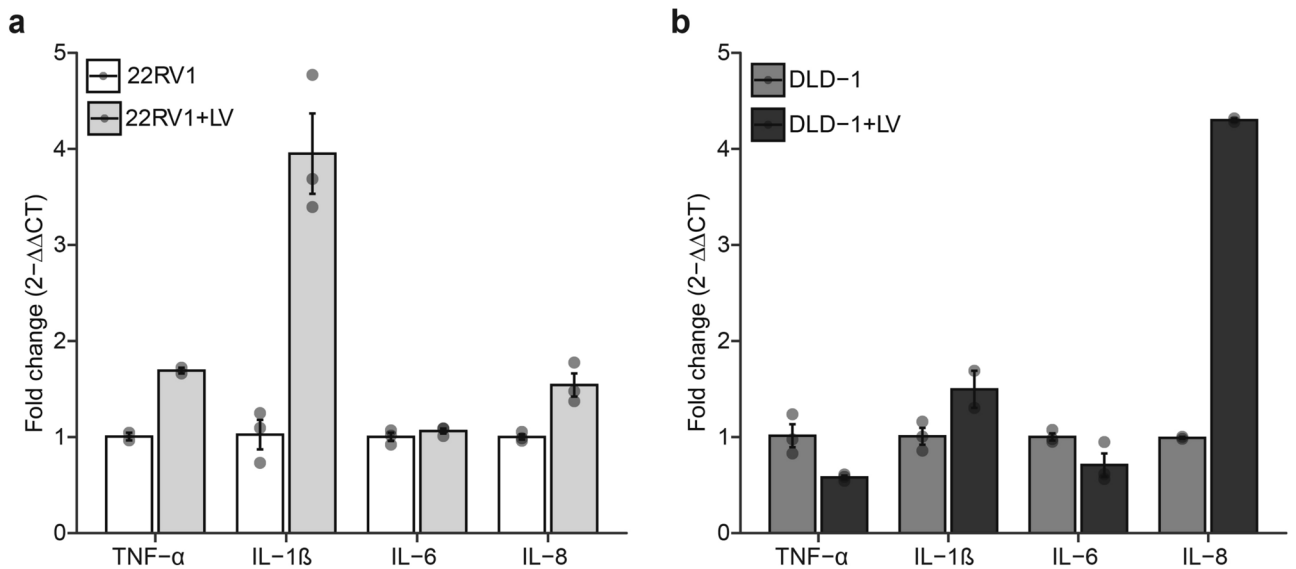 a
5
4
3
2
1
0
Fold change (2−ΔΔCT)
22RV1
22RV1+LV
TNF−α IL−1ß IL−6 IL−8
b
5
4
3
2
1
0
Fold change (2−ΔΔCT)
DLD−1
DLD−1+LV
TNF−α IL−1ß IL−6 IL−8